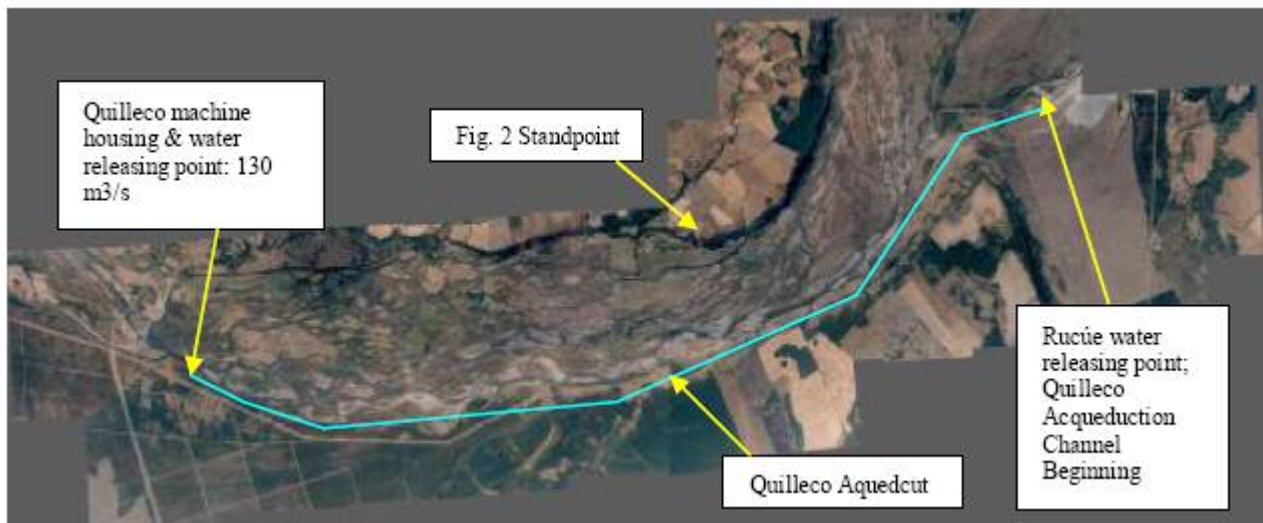 Quilleco machine
housing & water
releasing point: 130
m3/s
Fig. 2 Standpoint
Rucúe water
releasing point;
Quilleco
Acqueduction
Channel
Beginning
Quilleco Aquedcut